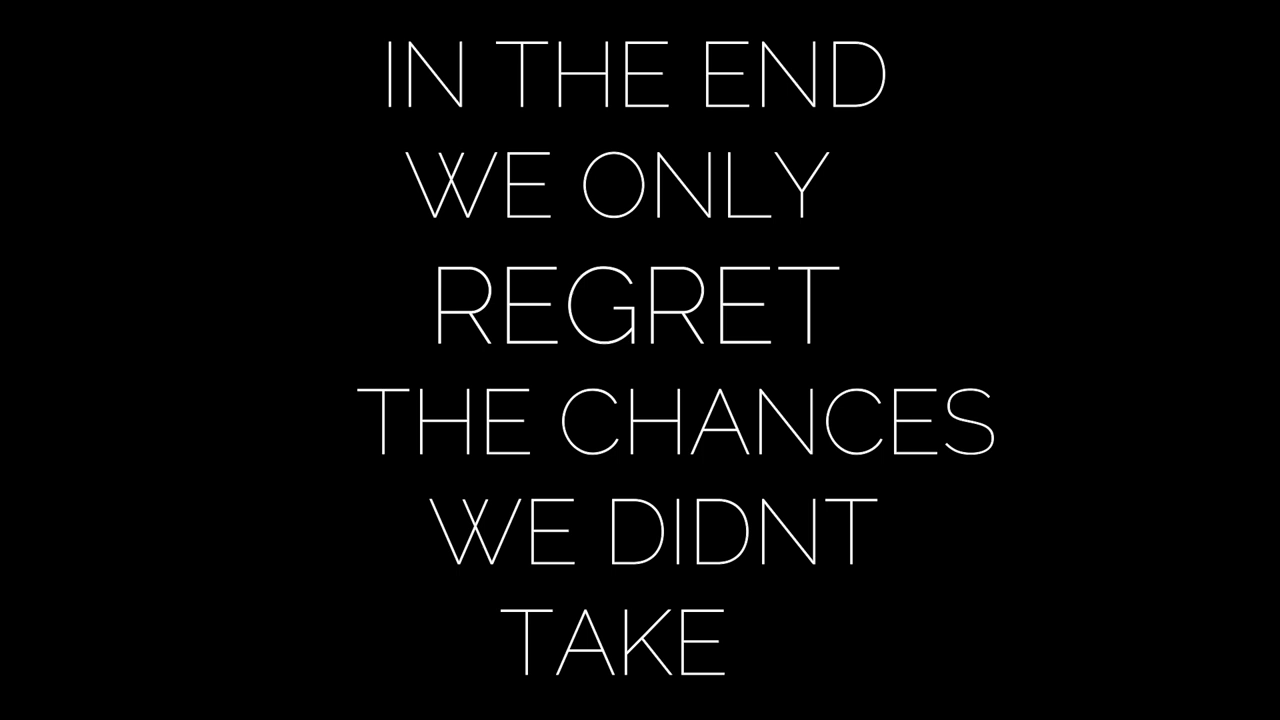 IN THE END
WE ONLY
REGRET
THE CHANCES
WE DIDNT
TAKE